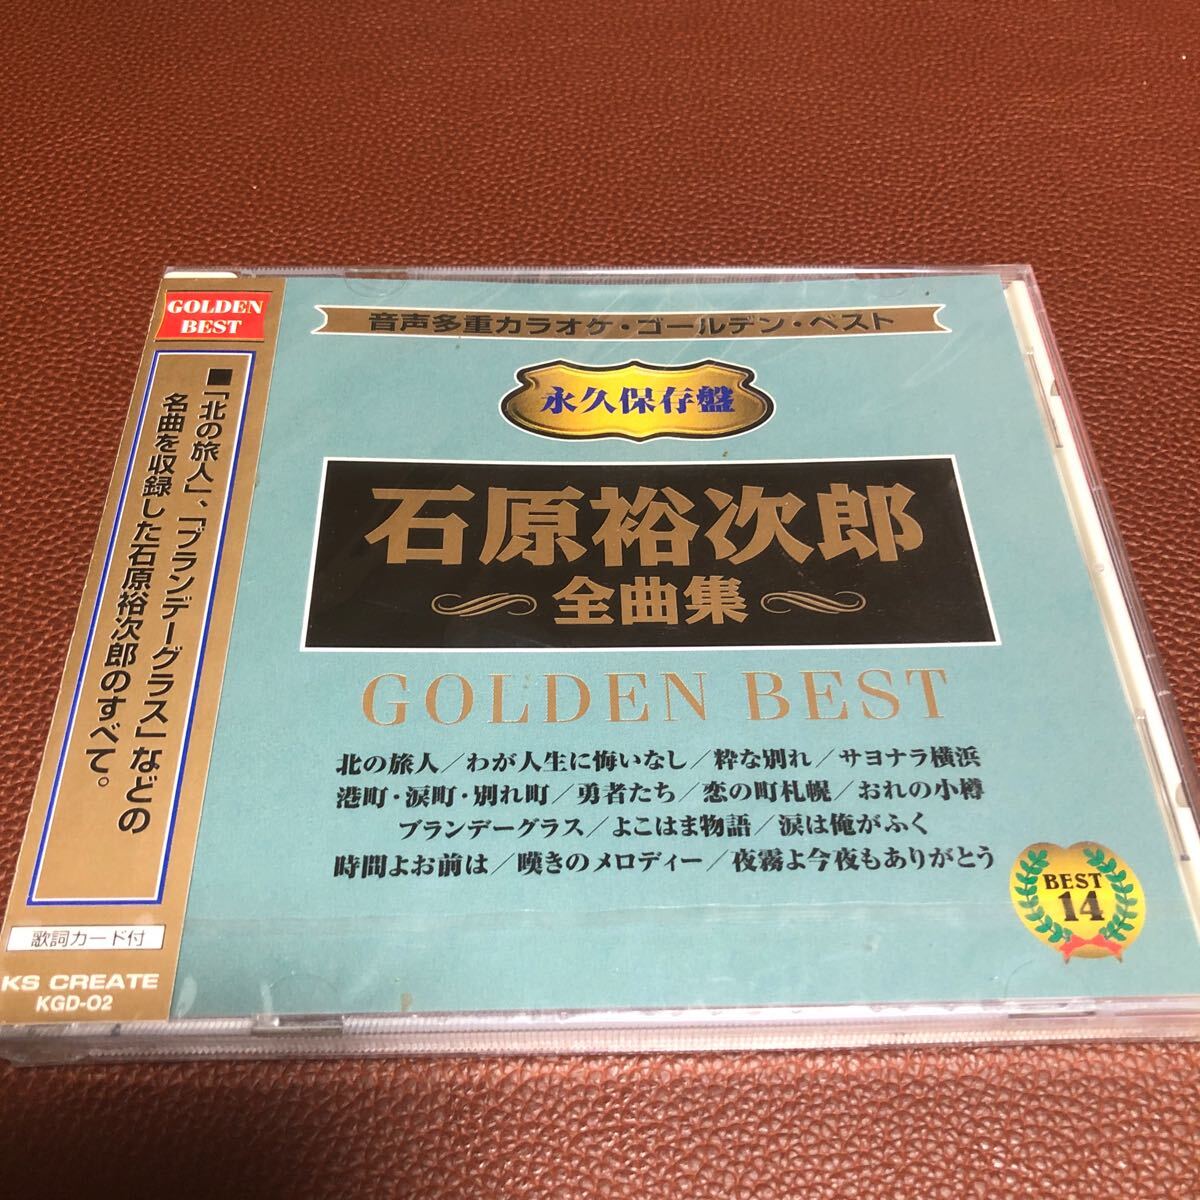 GOLDEN
BEST
■「北の旅人」、「ブランデーグラス」などの
名曲を収録した石原裕次郎のすべて。
歌詞カード付
KS CREATE
KGD-02
音声多重カラオケ・ゴールデン・ベスト
永久保存盤
石原裕次郎
全曲集
GOLDEN BEST
北の旅人／わが人生に悔いなし／粋な別れ／サヨナラ横浜
港町・涙町・別れ町／勇者たち／恋の町札幌／おれの小樽
ブランデーグラス／よこはま物語／涙は俺がふく
時間よお前は／嘆きのメロディー／夜霧よ今夜もありがとう
BEST
14